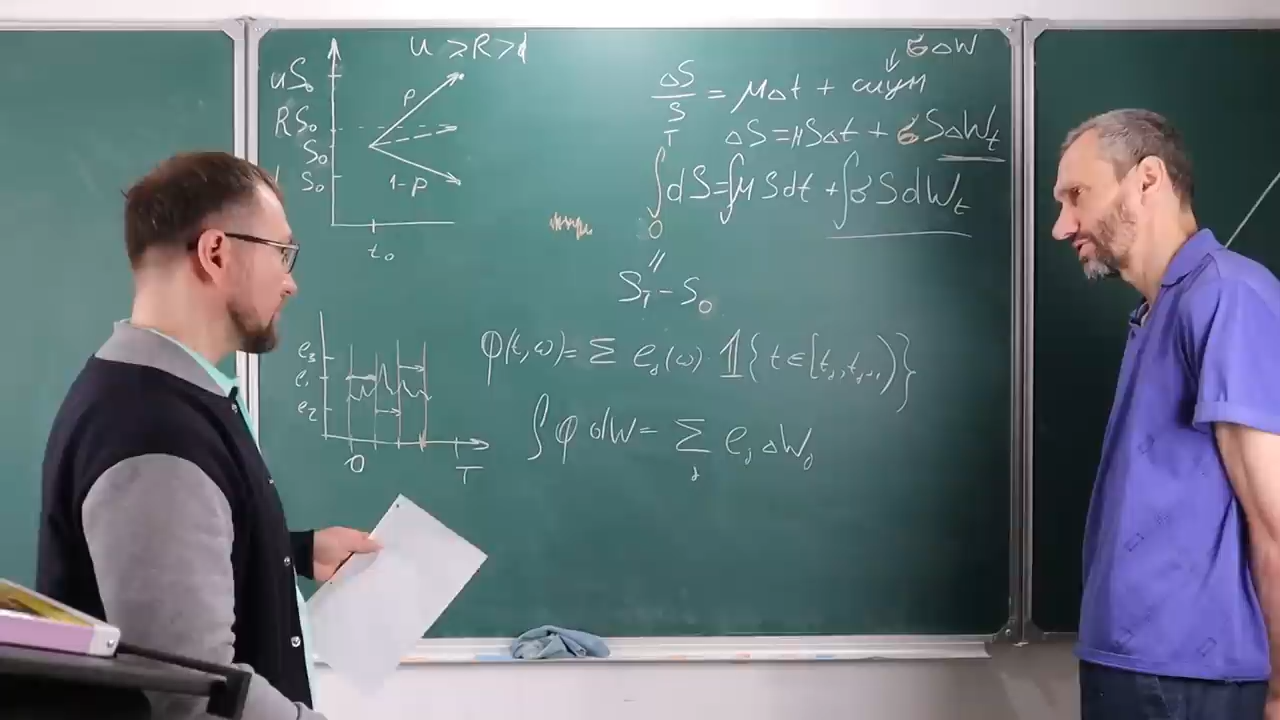 u > R > d
uS₀
RS₀
S₀
S₀
p
1-p
t₀
σΔW
ΔS/S = μΔt + шум
ΔS = μSΔt + σSΔW_t
∫₀ᵀ dS = ∫μSdt + ∫σSdW_t
=
S_T - S₀
e₃
e₁
e₂
0
T
φ(t,ω) = Σ e_j(ω) · 𝟙{t∈[t_j, t_{j+1})}
∫φ dW = Σ_j e_j ΔW_j